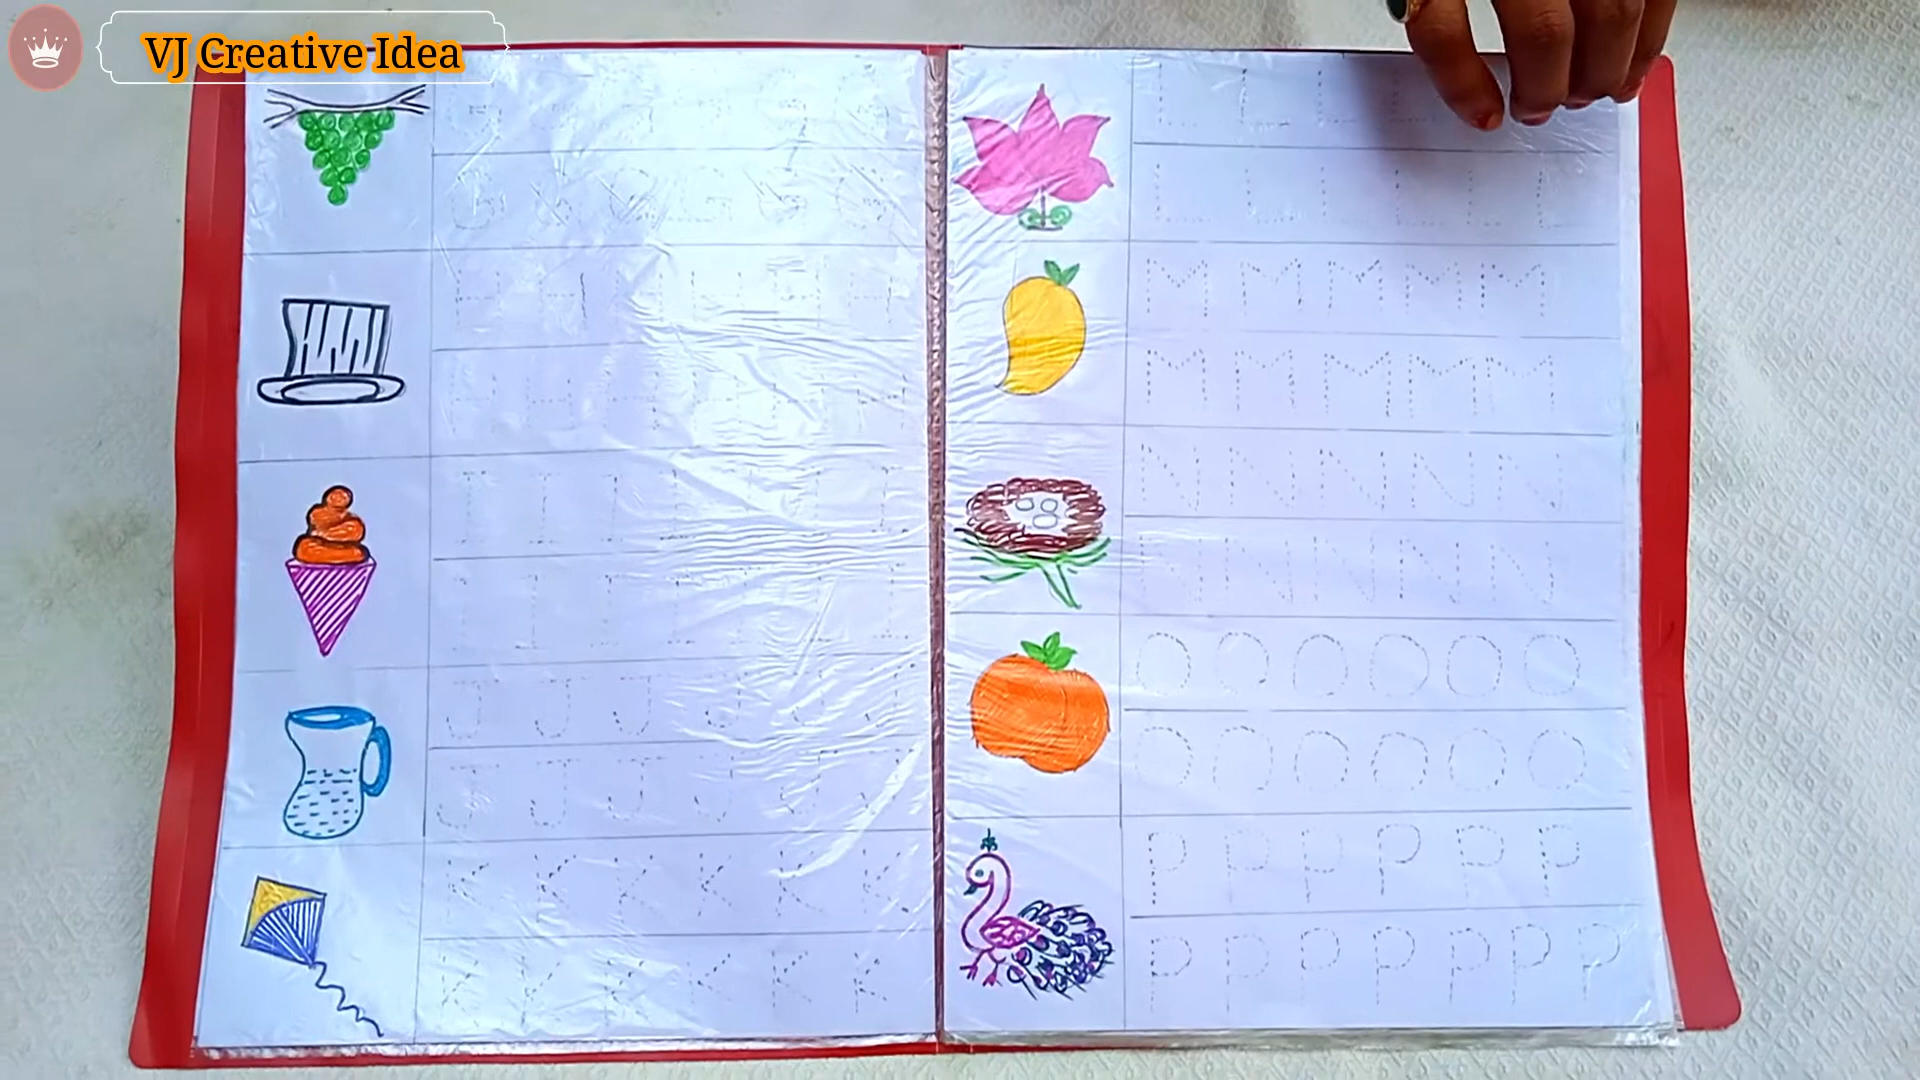 VJ Creative Idea
G G G G G G
G G G G G G
H H H H H H
H H H H H H
I I I I I I
I I I I I I
J J J J J J
J J J J J J
K K K K K K
K K K K K K
L L L L
L L L L L L
M M M M M
M M M M M
N N N N N
N N N N N
O O O O O O
O O O O O O
P P P P P P
P P P P P P P